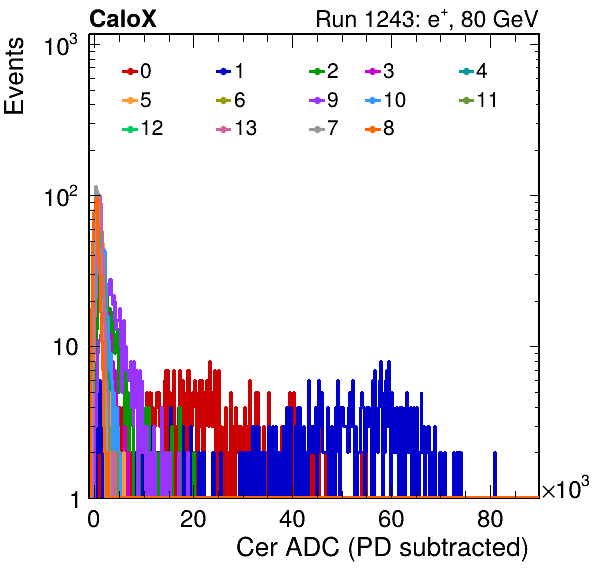 CaloX Run 1243: e⁺, 80 GeV
Events
10³
0 1 2 3 4
5 6 9 10 11
12 13 7 8
10²
10
1
0 20 40 60 80 ×10³
Cer ADC (PD subtracted)